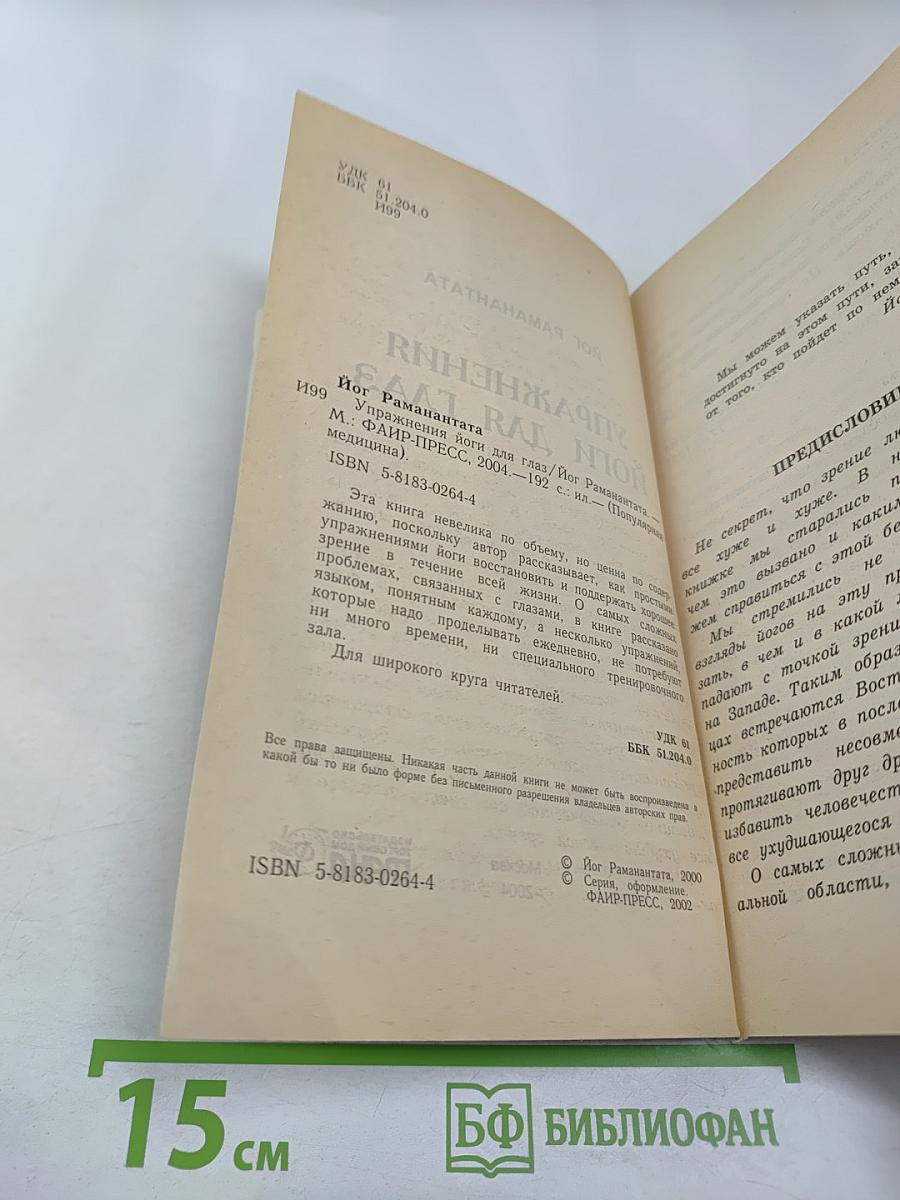 УДК 61
ББК 51.204.0
И99
Йог Раманантата
И99 Упражнения йоги для глаз/Йог Раманантата. —
М.: ФАИР-ПРЕСС, 2004.—192 с.: ил.— (Популярная
медицина).
ISBN 5-8183-0264-4
Эта книга невелика по объему, но ценна по содер-
жанию, поскольку автор рассказывает, как простыми
упражнениями йоги восстановить и поддержать хорошее
зрение в течение всей жизни. О самых сложных
проблемах, связанных с глазами, в книге рассказано
языком, понятным каждому, а несколько упражнений,
которые надо проделывать ежедневно, не потребуют
ни много времени, ни специального тренировочного
зала.
Для широкого круга читателей.
УДК 61
ББК 51.204.0
Все права защищены. Никакая часть данной книги не может быть воспроизведена в
какой бы то ни было форме без письменного разрешения владельцев авторских прав.
ISBN 5-8183-0264-4
© Йог Раманантата, 2000
© Серия, оформление.
ФАИР-ПРЕСС, 2002
Мы можем указать путь,
достигнуто на этом пути, за
от того, кто пойдет по нем
Йо
ПРЕДИСЛОВИ
Не секрет, что зрение лю
все хуже и хуже. В н
книжке мы старались п
чем это вызвано и каким
жем справиться с этой бе
Мы стремились не
взгляды йогов на эту пр
зать, в чем и в какой м
падают с точкой зрени
на Западе. Таким образ
цах встречаются Вост
ность которых в после
представить несовме
протягивают друг др
избавить человечест
все ухудшающегося
О самых сложны
альной области,
15 см
БФ БИБЛИОФАН